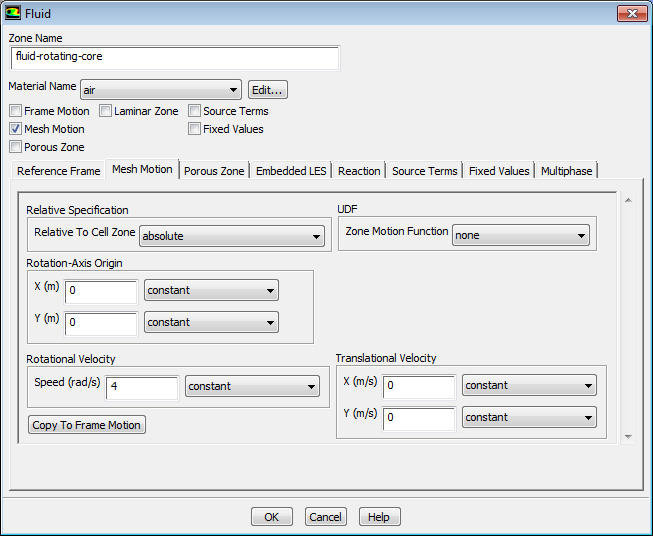 Fluid
Zone Name
fluid-rotating-core
Material Name air Edit...
Frame Motion Laminar Zone Source Terms
Mesh Motion Fixed Values
Porous Zone
Reference Frame Mesh Motion Porous Zone Embedded LES Reaction Source Terms Fixed Values Multiphase
Relative Specification UDF
Relative To Cell Zone absolute Zone Motion Function none
Rotation-Axis Origin
X (m) 0 constant
Y (m) 0 constant
Rotational Velocity Translational Velocity
Speed (rad/s) 4 constant X (m/s) 0 constant
Y (m/s) 0 constant
Copy To Frame Motion
OK Cancel Help